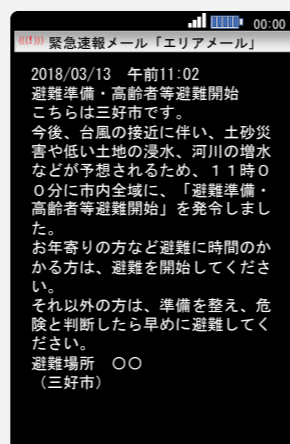 00:00
緊急速報メール「エリアメール」
2018/03/13　午前11:02
避難準備・高齢者等避難開始
こちらは三好市です。
今後、台風の接近に伴い、土砂災
害や低い土地の浸水、河川の増水
などが予想されるため、１１時０
０分に市内全域に、「避難準備・
高齢者等避難開始」を発令しまし
た。
お年寄りの方など避難に時間のか
かる方は、避難を開始してくださ
い。
それ以外の方は、準備を整え、危
険と判断したら早めに避難してく
ださい。
避難場所　○○
（三好市）